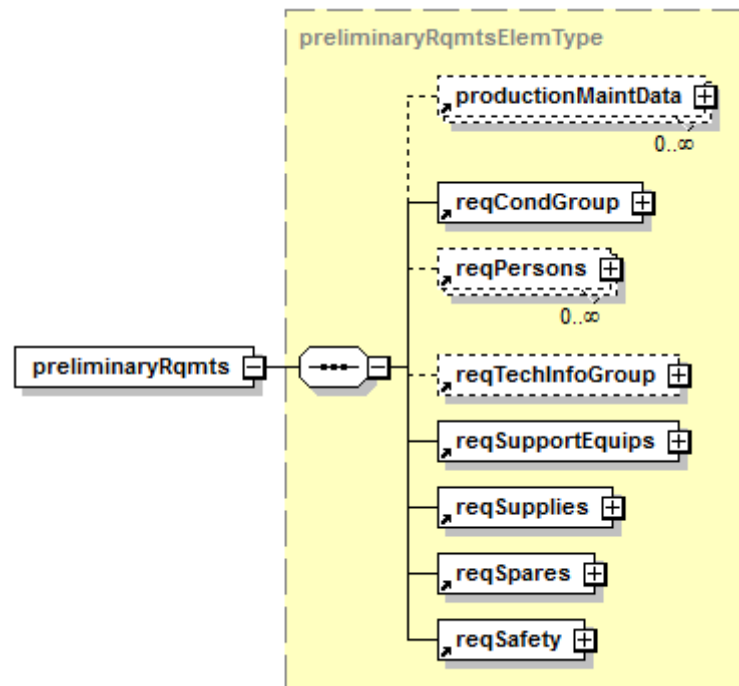 preliminaryRqmtsElemType
productionMaintData
0..∞
reqCondGroup
reqPersons
0..∞
preliminaryRqmts
reqTechInfoGroup
reqSupportEquips
reqSupplies
reqSpares
reqSafety